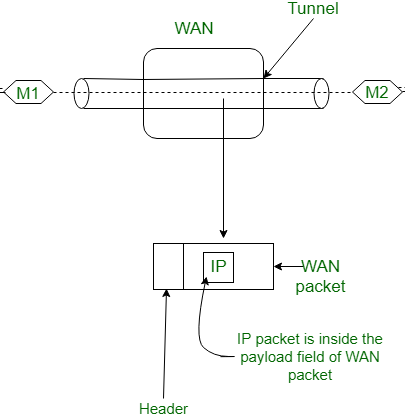 Tunnel
WAN
M1
M2
IP
WAN
packet
IP packet is inside the
payload field of WAN
packet
Header